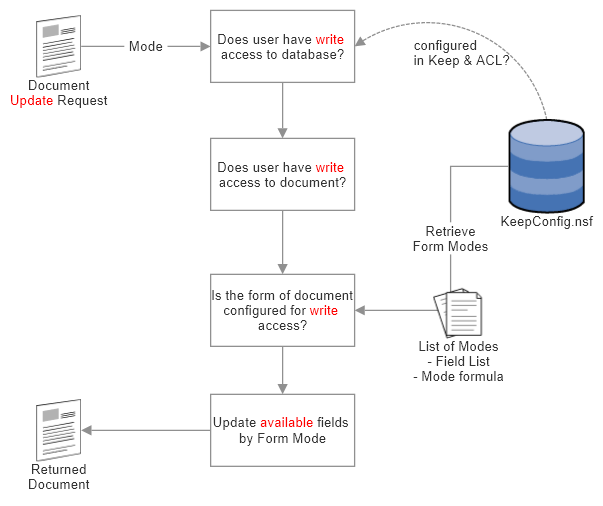 Mode
Document
Update Request
Does user have write
access to database?
configured
in Keep & ACL?
KeepConfig.nsf
Does user have write
access to document?
Retrieve
Form Modes
Is the form of document
configured for write
access?
List of Modes
- Field List
- Mode formula
Update available fields
by Form Mode
Returned
Document